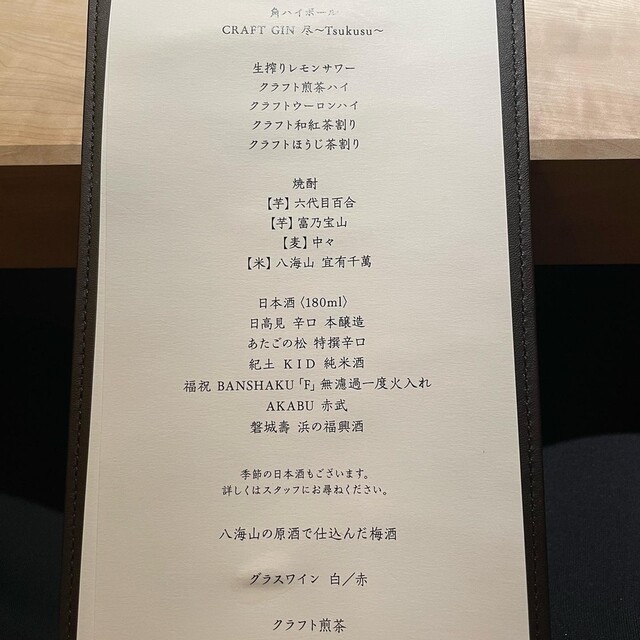 角ハイボール
CRAFT GIN 尽〜Tsukusu〜
生搾りレモンサワー
クラフト煎茶ハイ
クラフトウーロンハイ
クラフト和紅茶割り
クラフトほうじ茶割り
焼酎
【芋】六代目百合
【芋】富乃宝山
【麦】中々
【米】八海山 宜有千萬
日本酒〈180ml〉
日高見 辛口 本醸造
あたごの松 特撰辛口
紀土 KID 純米酒
福祝 BANSHAKU「F」無濾過一度火入れ
AKABU 赤武
磐城壽 浜の福興酒
季節の日本酒もございます。
詳しくはスタッフにお尋ねください。
八海山の原酒で仕込んだ梅酒
グラスワイン 白／赤
クラフト煎茶